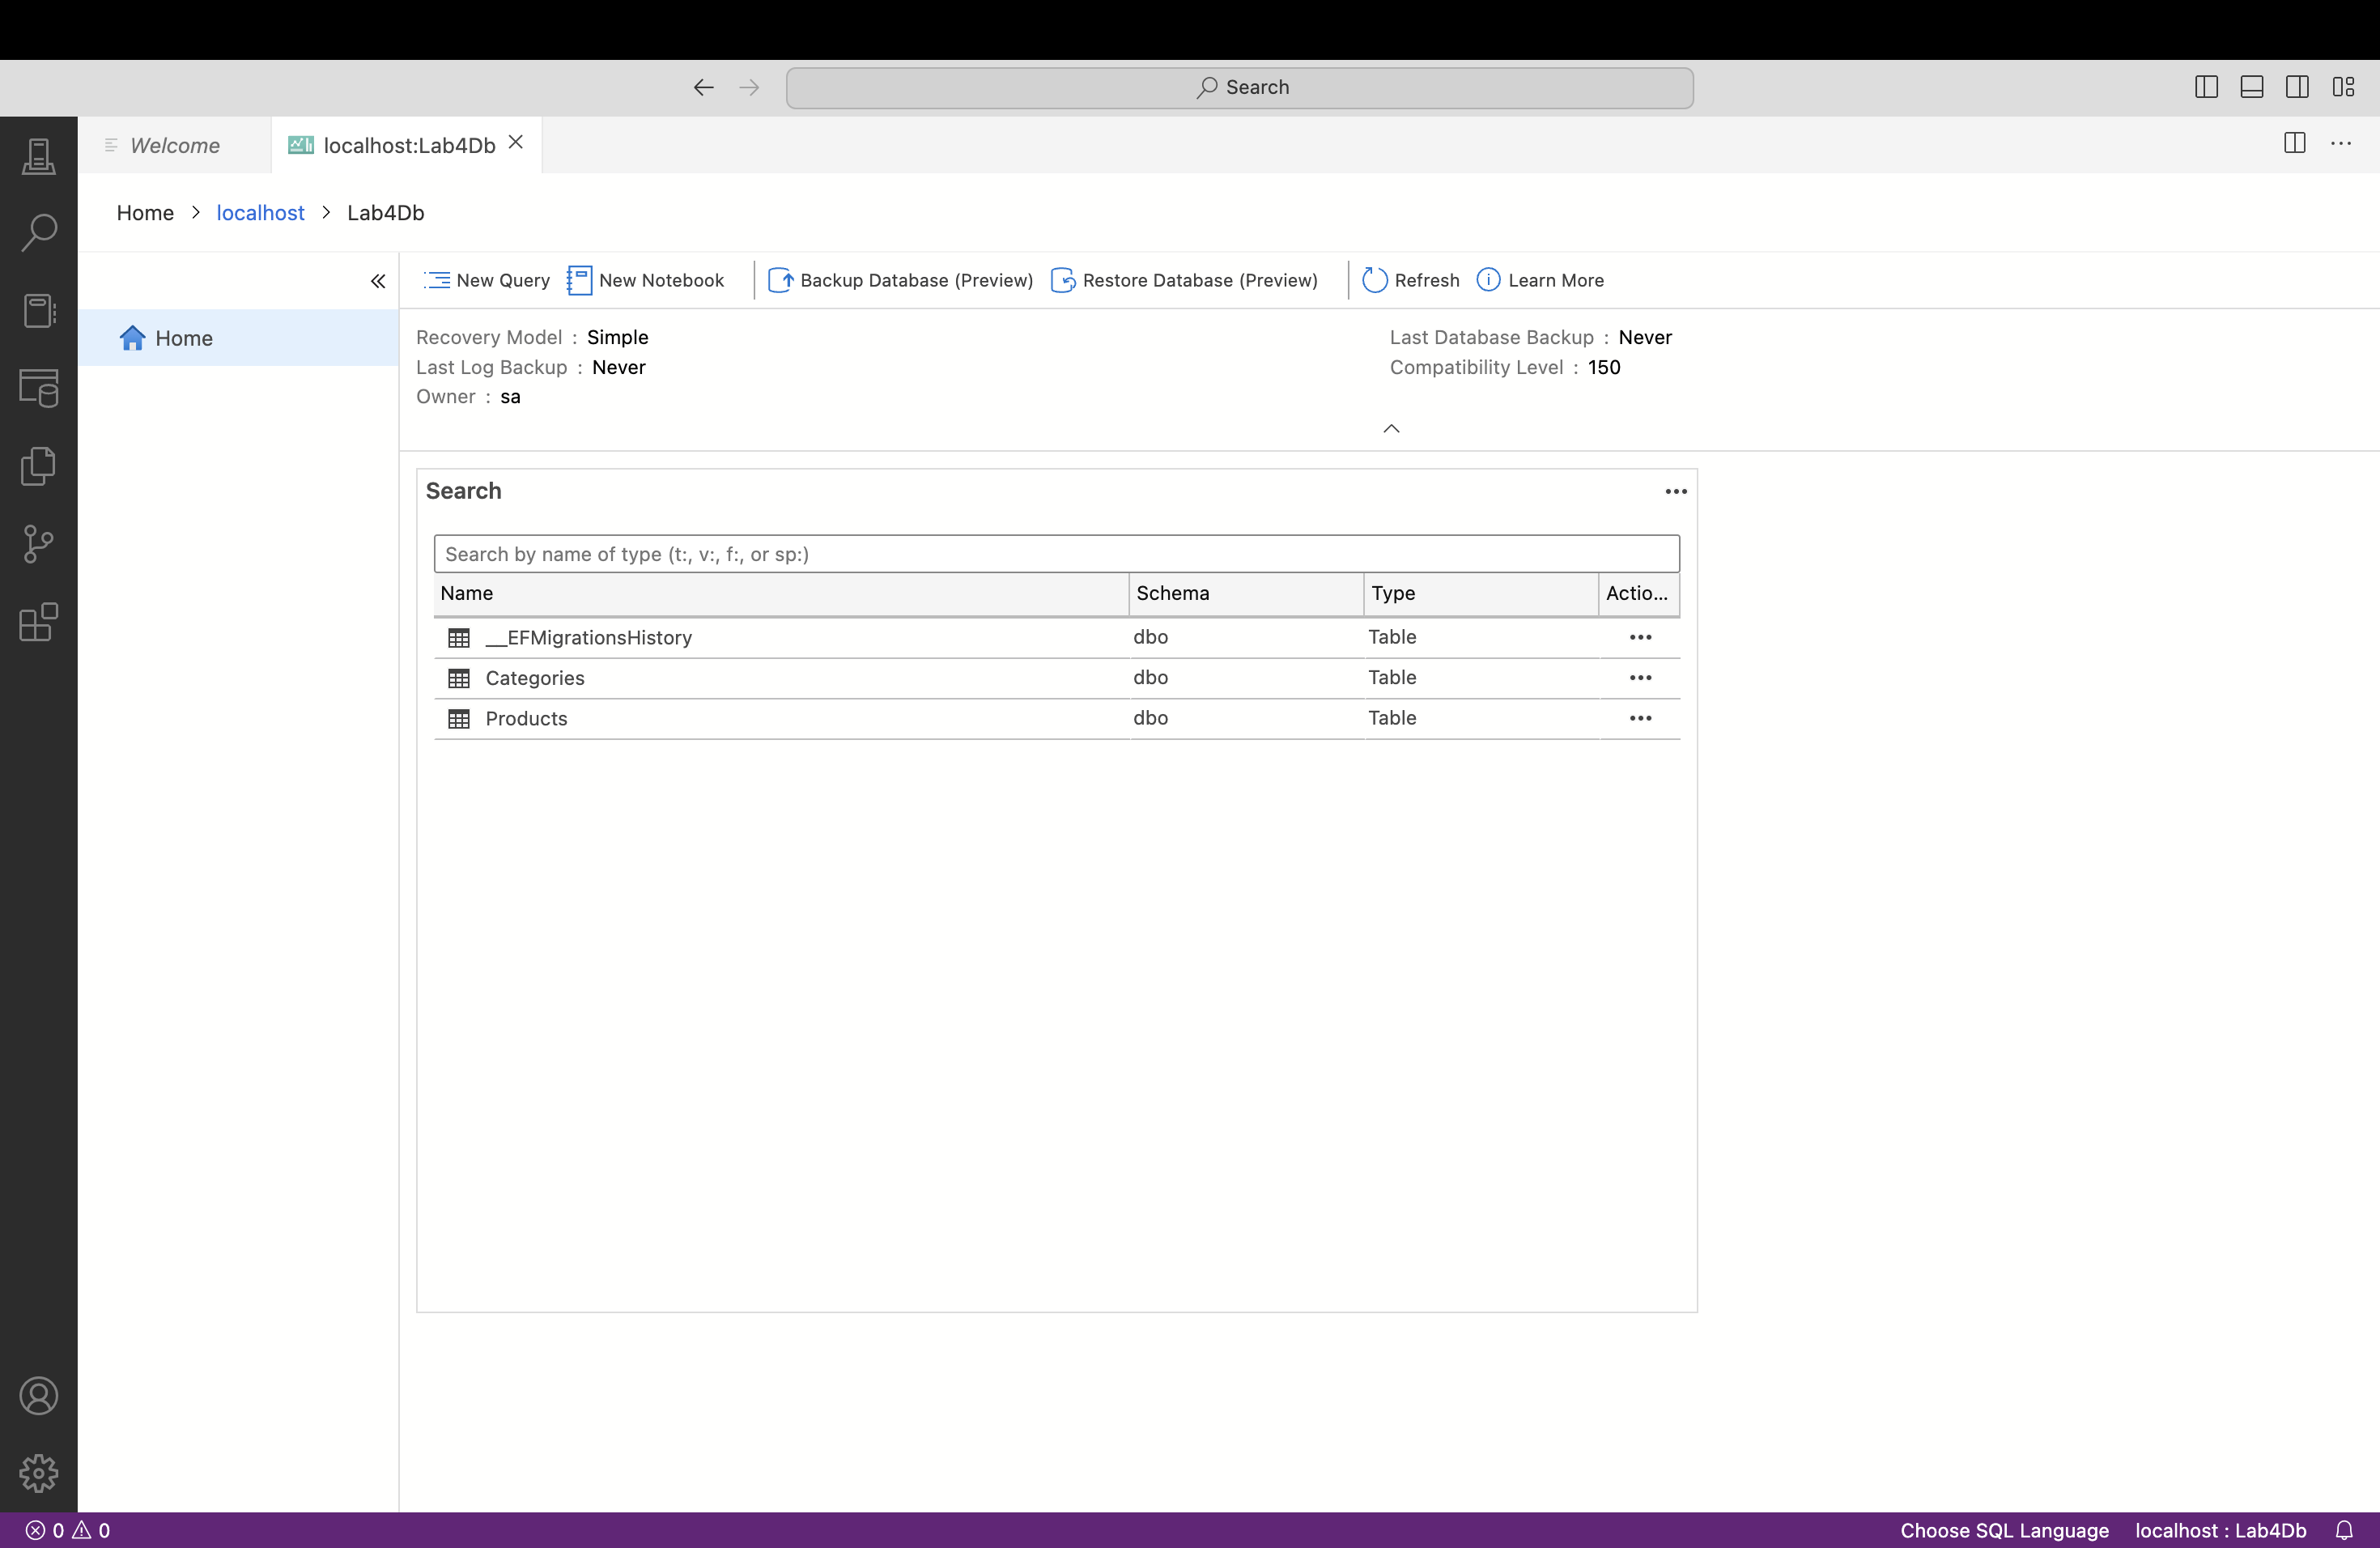 Search
Welcome
localhost:Lab4Db
Home > localhost > Lab4Db
New Query New Notebook Backup Database (Preview) Restore Database (Preview) Refresh Learn More
Home
Recovery Model : Simple
Last Database Backup : Never
Last Log Backup : Never
Compatibility Level : 150
Owner : sa
Search
Search by name of type (t:, v:, f:, or sp:)
Name Schema Type Actio...
__EFMigrationsHistory dbo Table
Categories dbo Table
Products dbo Table
0 0
Choose SQL Language localhost : Lab4Db